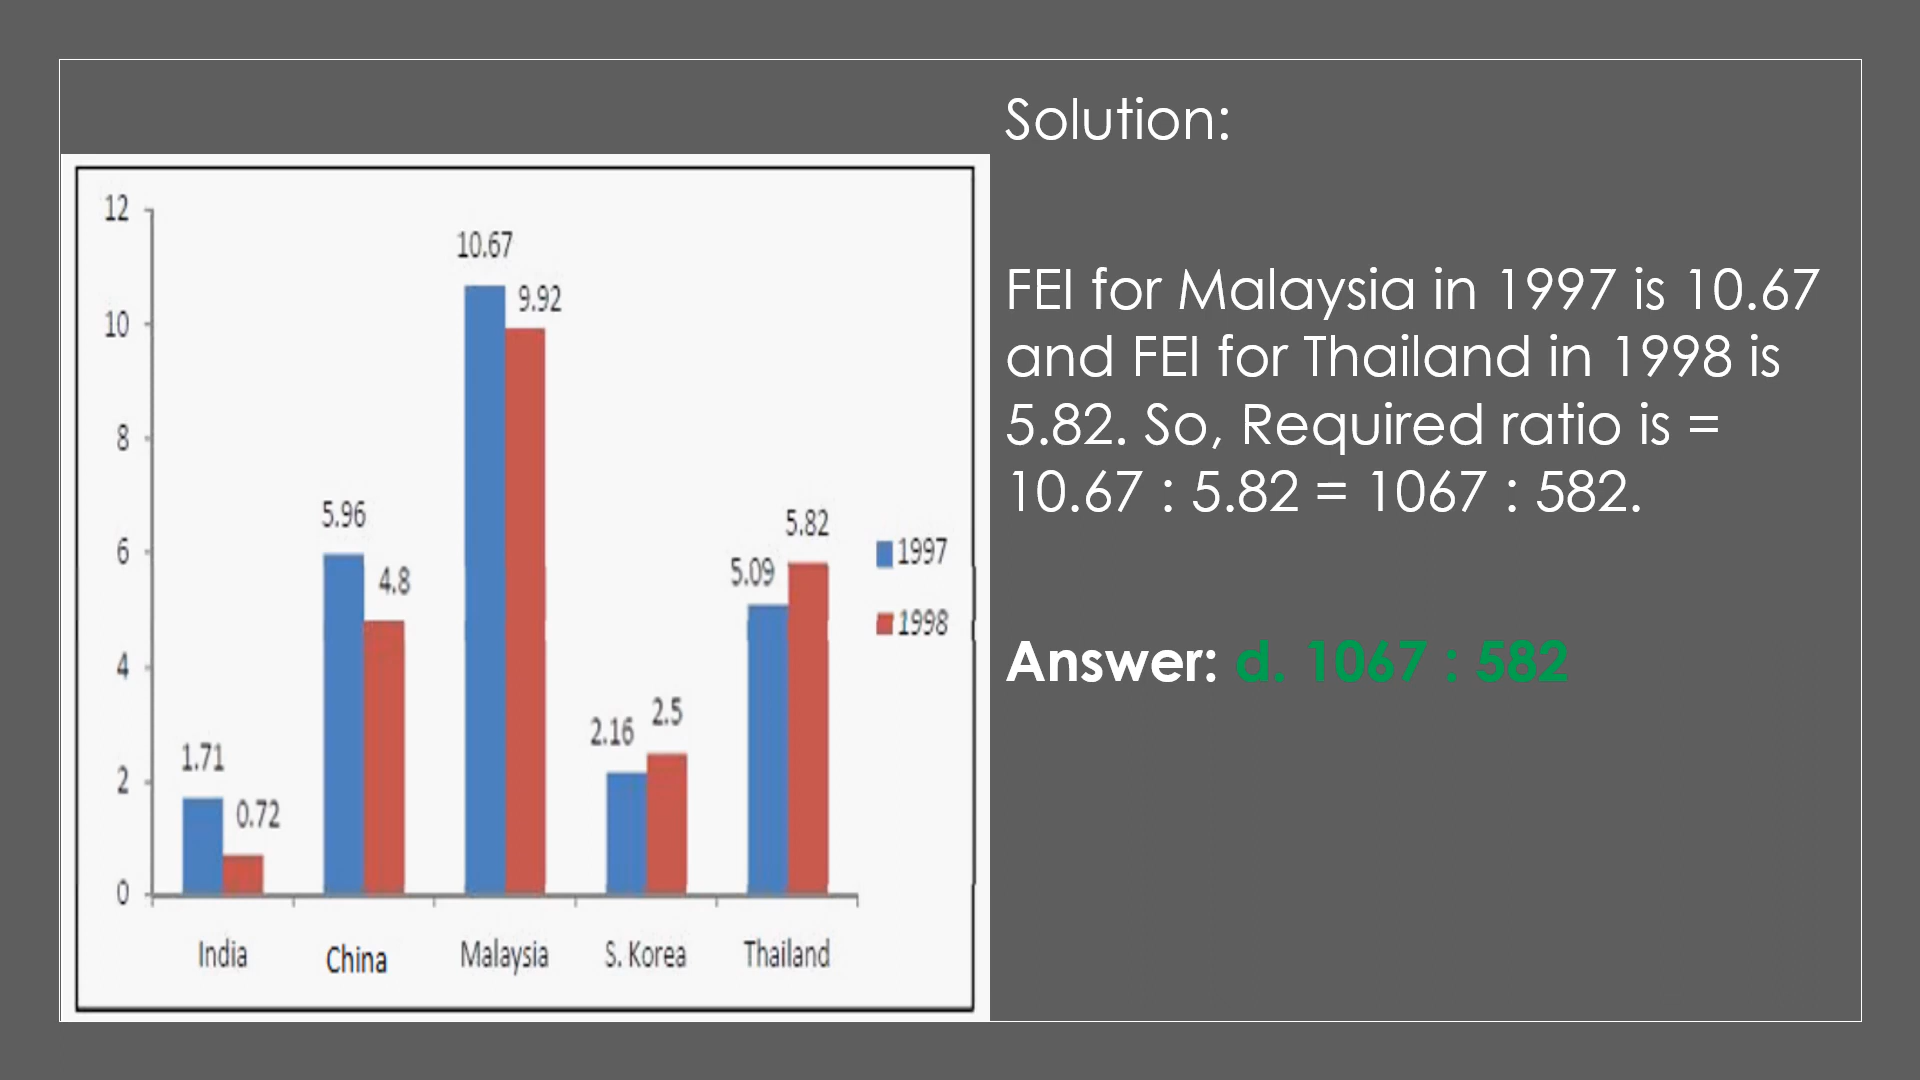 Solution:
FEI for Malaysia in 1997 is 10.67
and FEI for Thailand in 1998 is
5.82. So, Required ratio is =
10.67 : 5.82 = 1067 : 582.
Answer: d. 1067 : 582
12
10
8
6
4
2
0
1.71
0.72
5.96
4.8
10.67
9.92
2.16
2.5
5.09
5.82
1997
1998
India
China
Malaysia
S. Korea
Thailand